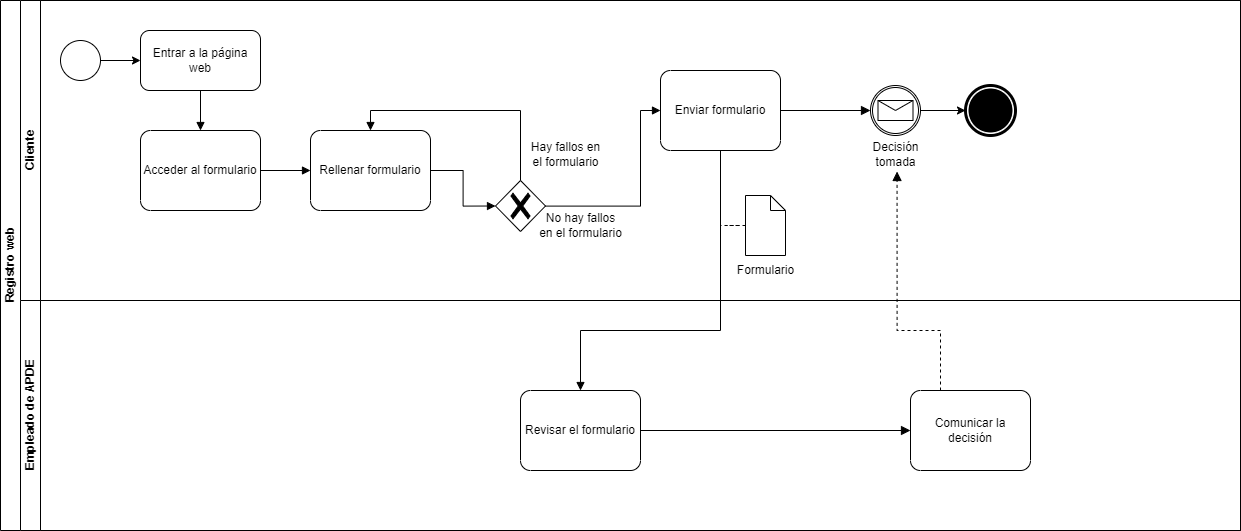 Registro web
Cliente
Entrar a la página
web
Acceder al formulario
Rellenar formulario
Hay fallos en
el formulario
No hay fallos
en el formulario
Enviar formulario
Formulario
Decisión
tomada
Empleado de APDE
Revisar el formulario
Comunicar la
decisión